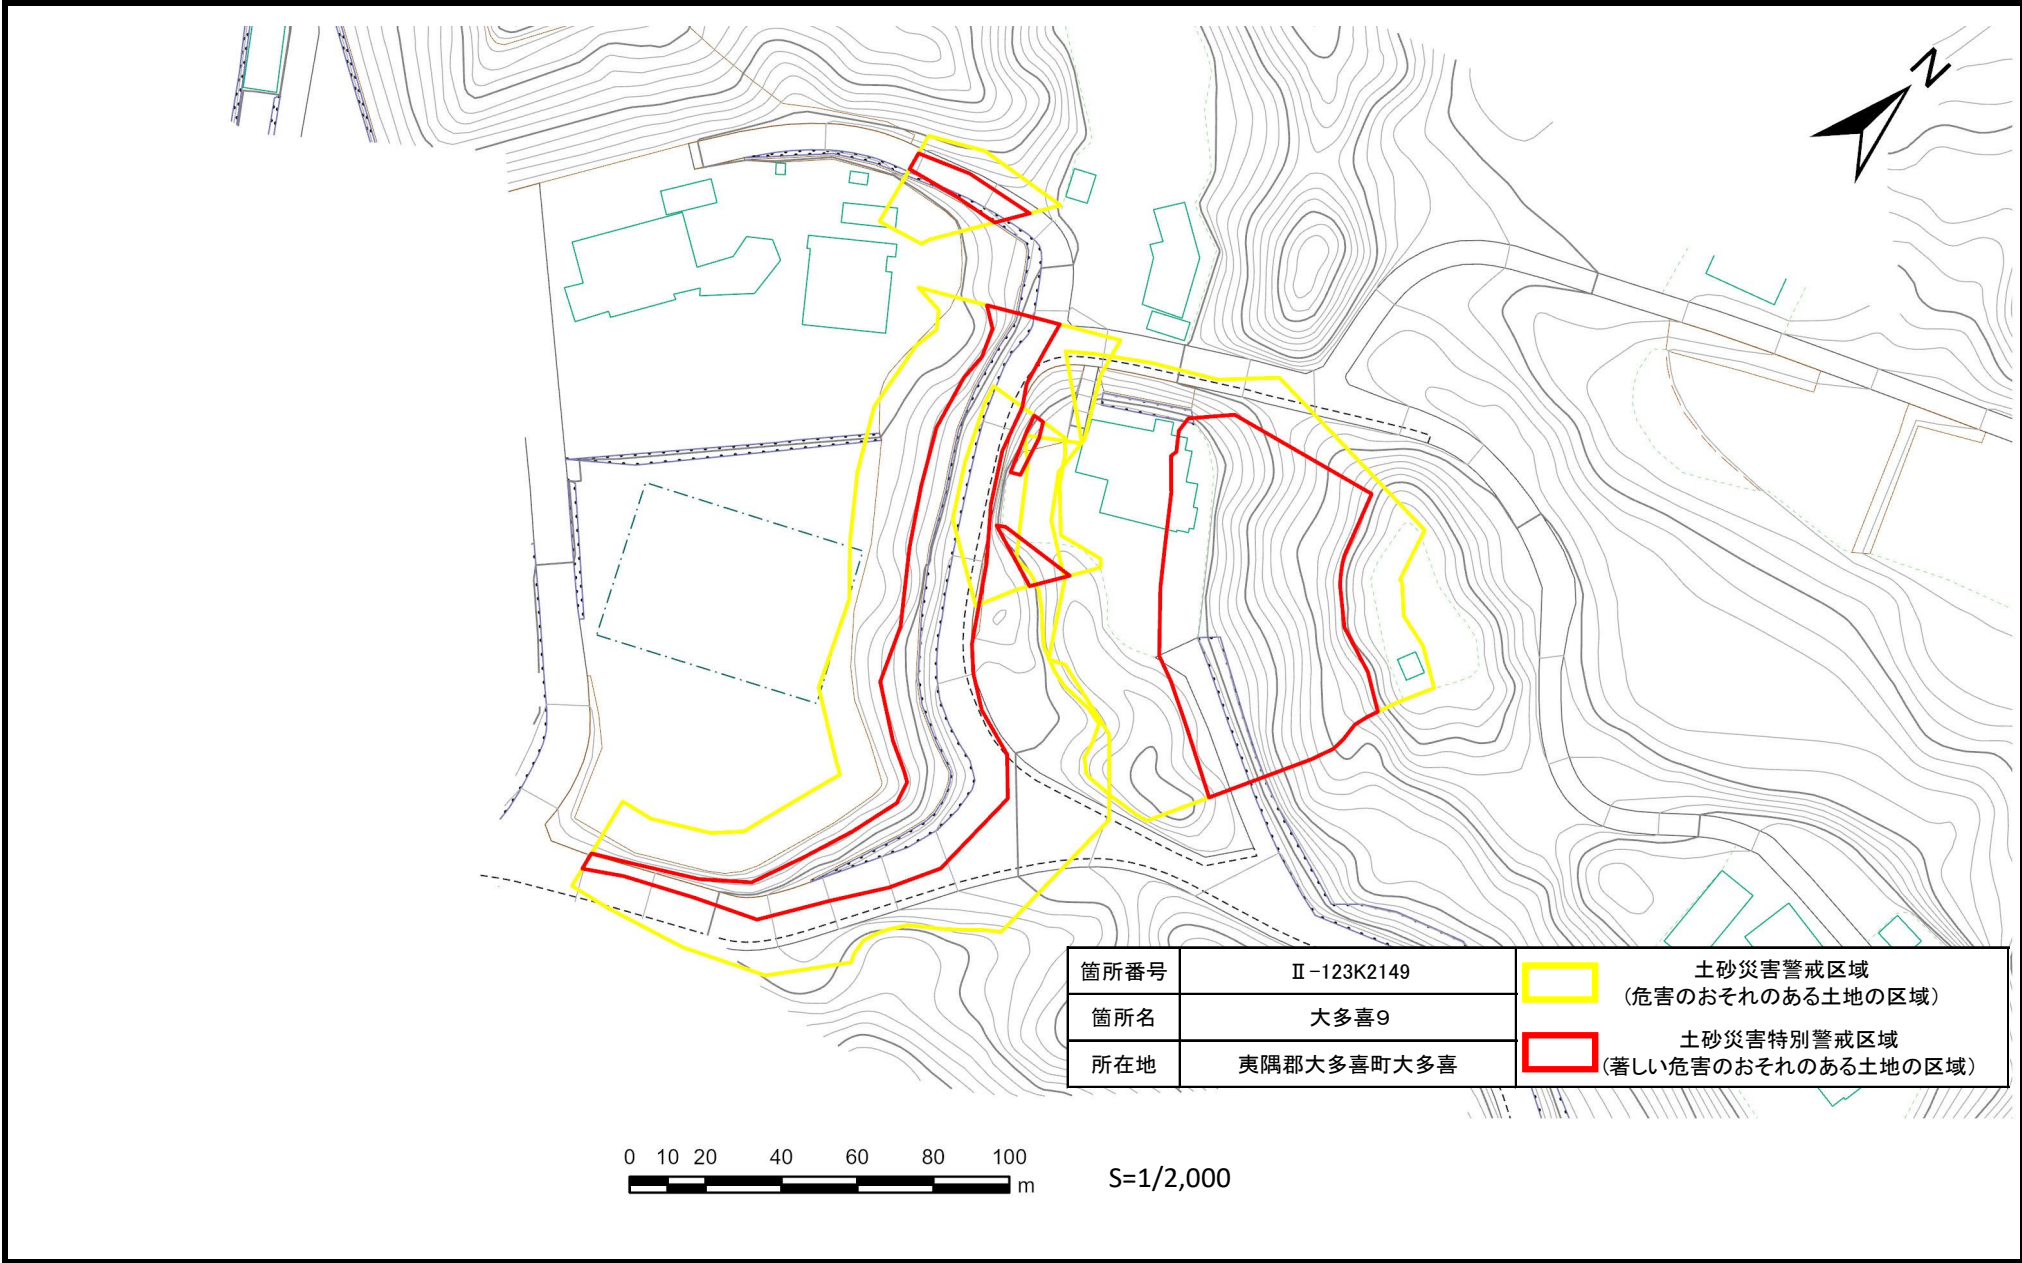 N
箇所番号
Ⅱ-123K2149
箇所名
大多喜9
所在地
夷隅郡大多喜町大多喜
土砂災害警戒区域
(危害のおそれのある土地の区域)
土砂災害特別警戒区域
(著しい危害のおそれのある土地の区域)
0 10 20 40 60 80 100
m
S=1/2,000